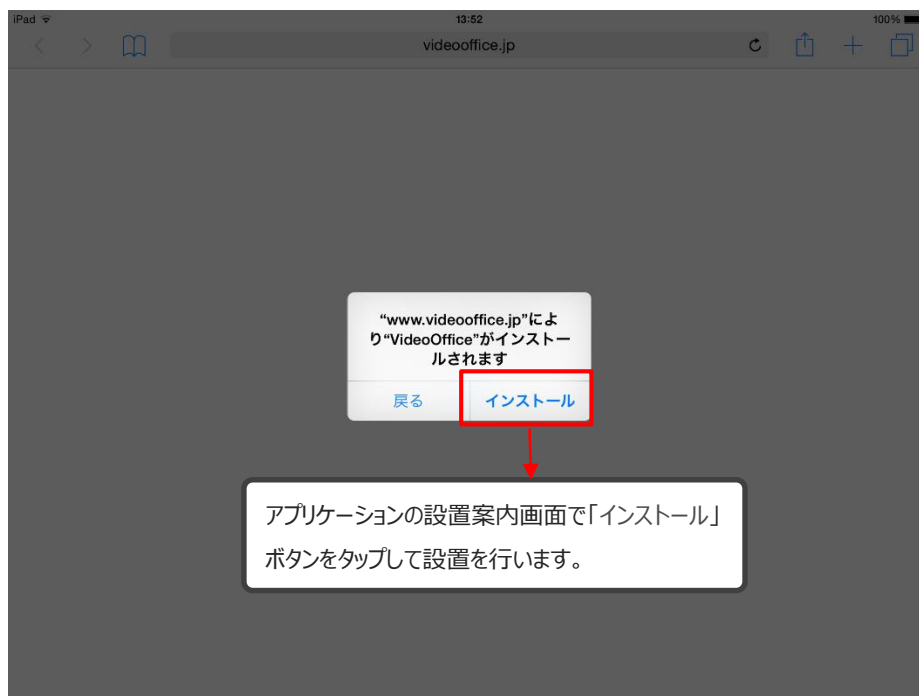 iPad 13:52 100%
videooffice.jp
“www.videooffice.jp”によ
り“VideoOffice”がインストー
ルされます
戻る インストール
アプリケーションの設置案内画面で「インストール」
ボタンをタップして設置を行います。